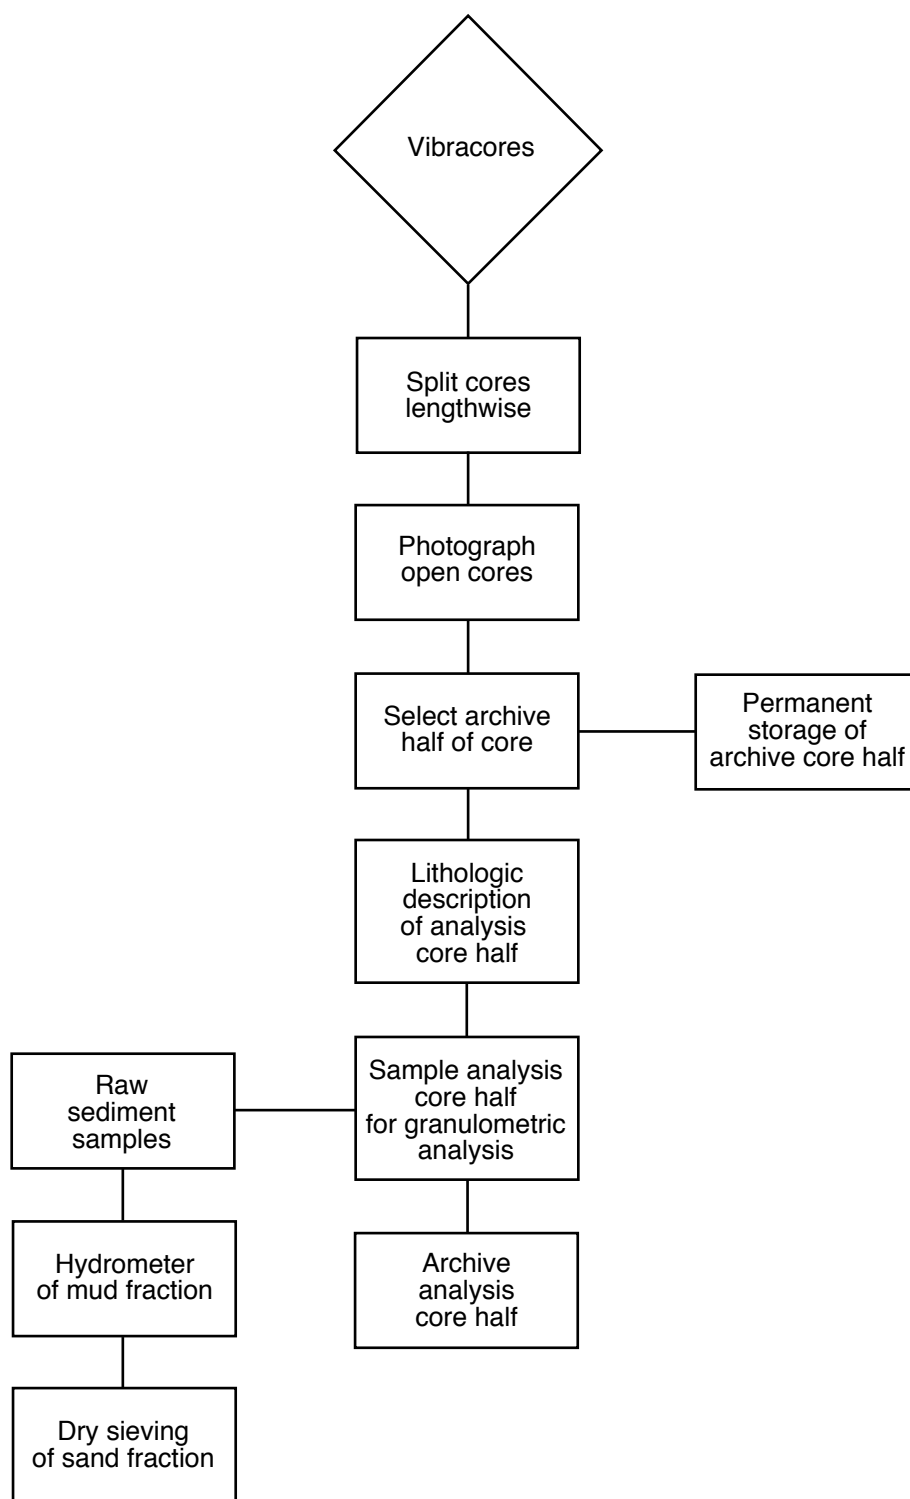 Vibracores
Split cores
lengthwise
Photograph
open cores
Select archive
half of core
Permanent
storage of
archive core half
Lithologic
description
of analysis
core half
Sample analysis
core half
for granulometric
analysis
Raw
sediment
samples
Hydrometer
of mud fraction
Archive
analysis
core half
Dry sieving
of sand fraction